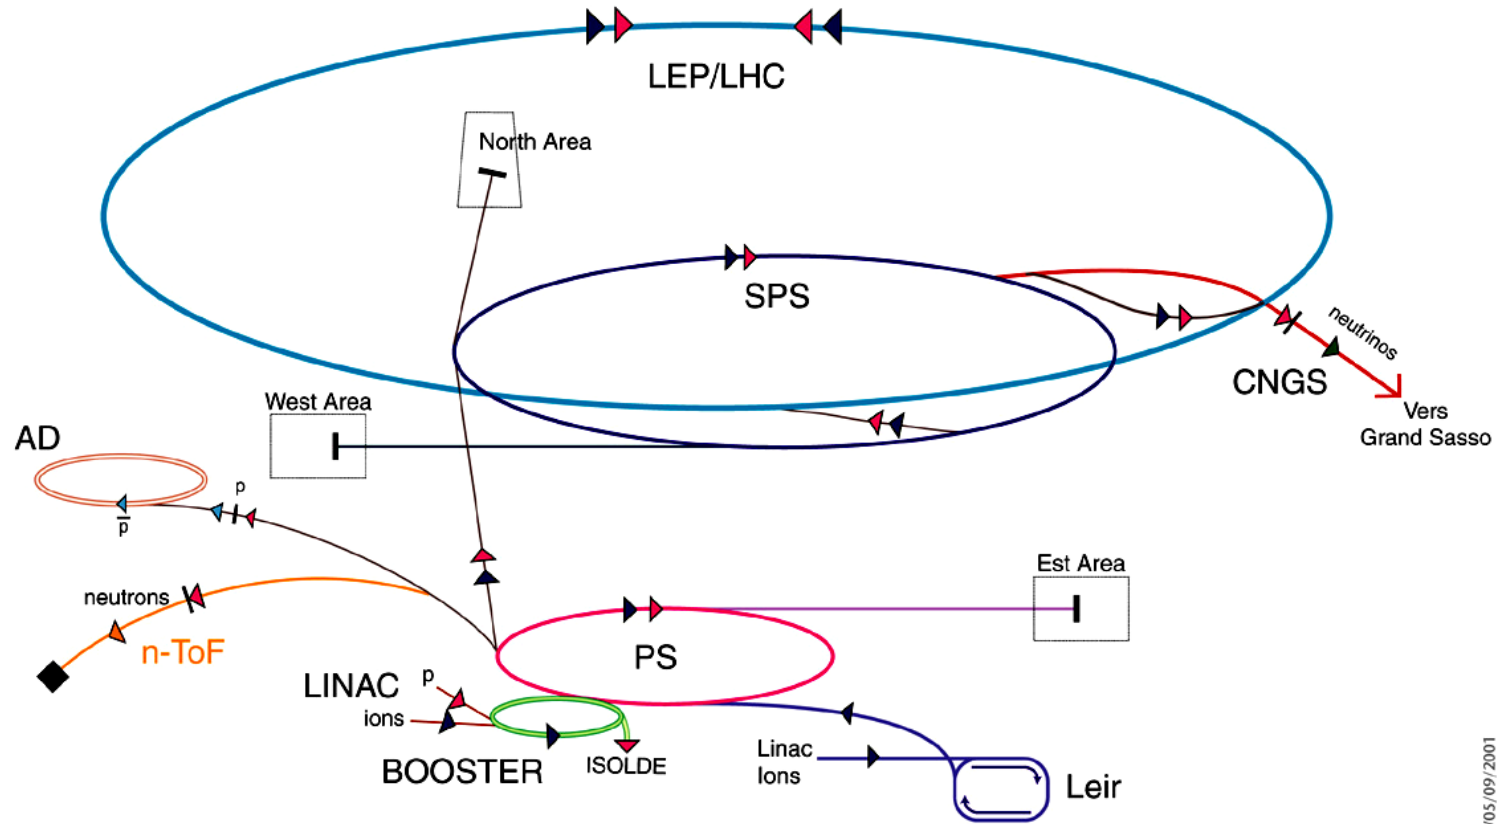 LEP/LHC
North Area
SPS
neutrinos
CNGS
Vers
Grand Sasso
West Area
AD
p
p
neutrons
n-ToF
Est Area
PS
LINAC
p
ions
BOOSTER
ISOLDE
Linac
Ions
Leir
/05/09/2001